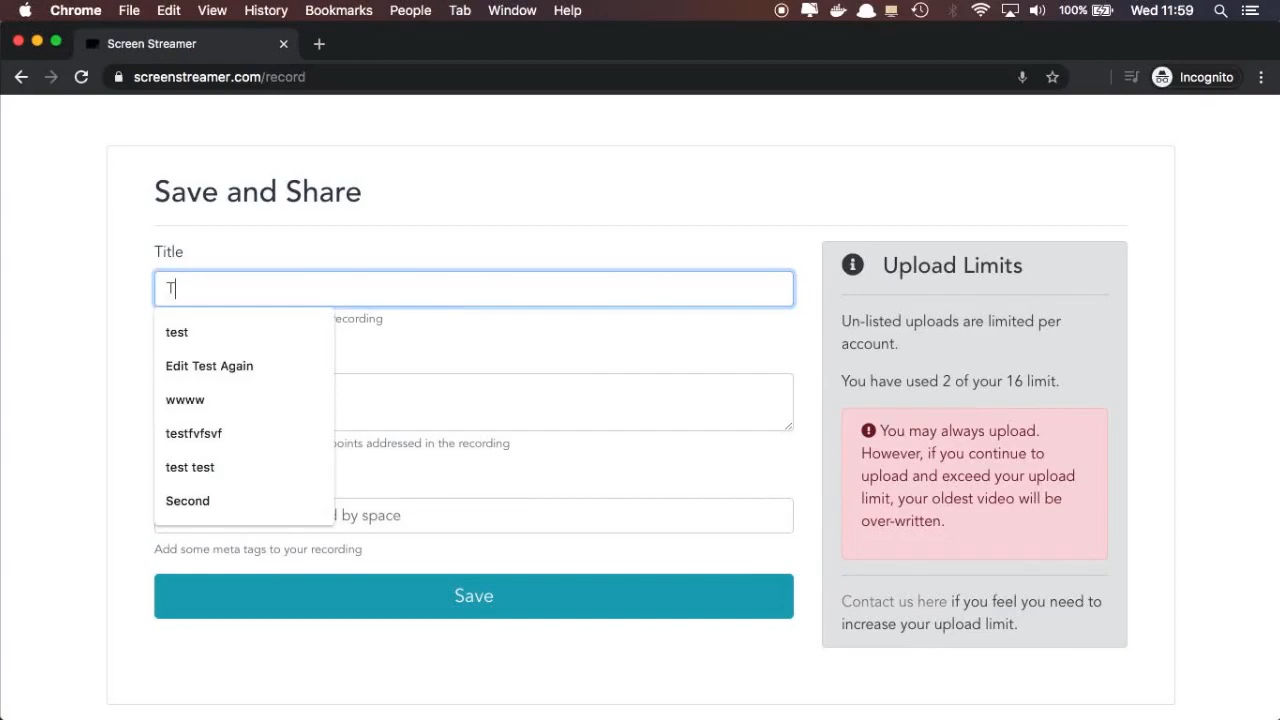 Chrome File Edit View History Bookmarks People Tab Window Help 100% Wed 11:59
Screen Streamer
screenstreamer.com/record Incognito
Save and Share
Title
T
recording
test
Edit Test Again
wwww
testfvfsvf
test test
Second
points addressed in the recording
by space
Add some meta tags to your recording
Save
Upload Limits
Un-listed uploads are limited per
account.
You have used 2 of your 16 limit.
You may always upload.
However, if you continue to
upload and exceed your upload
limit, your oldest video will be
over-written.
Contact us here if you feel you need to
increase your upload limit.